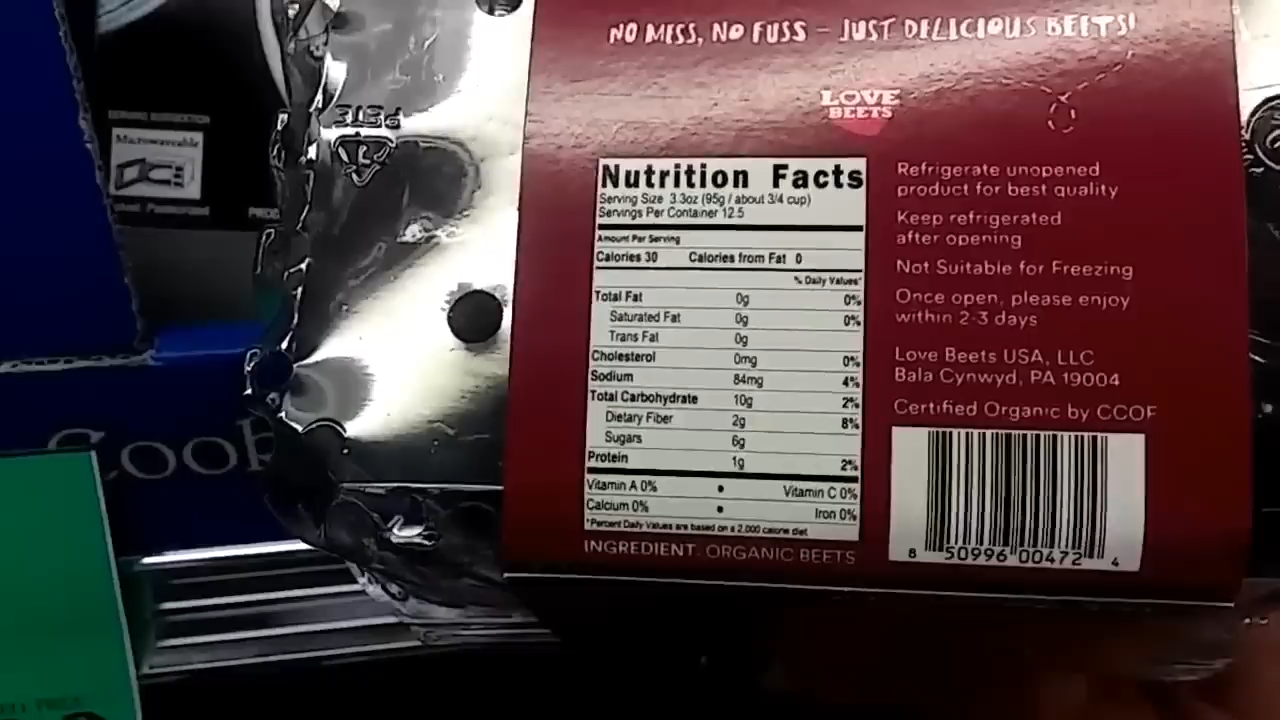 NO MESS, NO FUSS – JUST DELICIOUS BEETS!
LOVE
BEETS
Microwaveable
PETE
Nutrition Facts
Serving Size 3.3oz (95g / about 3/4 cup)
Servings Per Container 12.5
Amount Per Serving
Calories 30 Calories from Fat 0
% Daily Values*
Total Fat 0g 0%
Saturated Fat 0g 0%
Trans Fat 0g
Cholesterol 0mg 0%
Sodium 84mg 4%
Total Carbohydrate 10g 2%
Dietary Fiber 2g 8%
Sugars 6g
Protein 1g 2%
Vitamin A 0% • Vitamin C 0%
Calcium 0% • Iron 0%
*Percent Daily Values are based on a 2,000 calorie diet
INGREDIENT: ORGANIC BEETS
Refrigerate unopened
product for best quality
Keep refrigerated
after opening
Not Suitable for Freezing
Once open, please enjoy
within 2-3 days
Love Beets USA, LLC
Bala Cynwyd, PA 19004
Certified Organic by CCOF
8 50996 00472 4